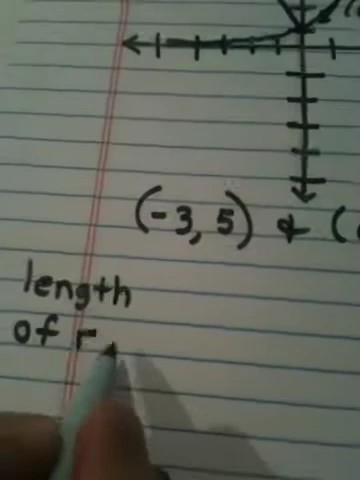 (-3, 5) & (
length
of r